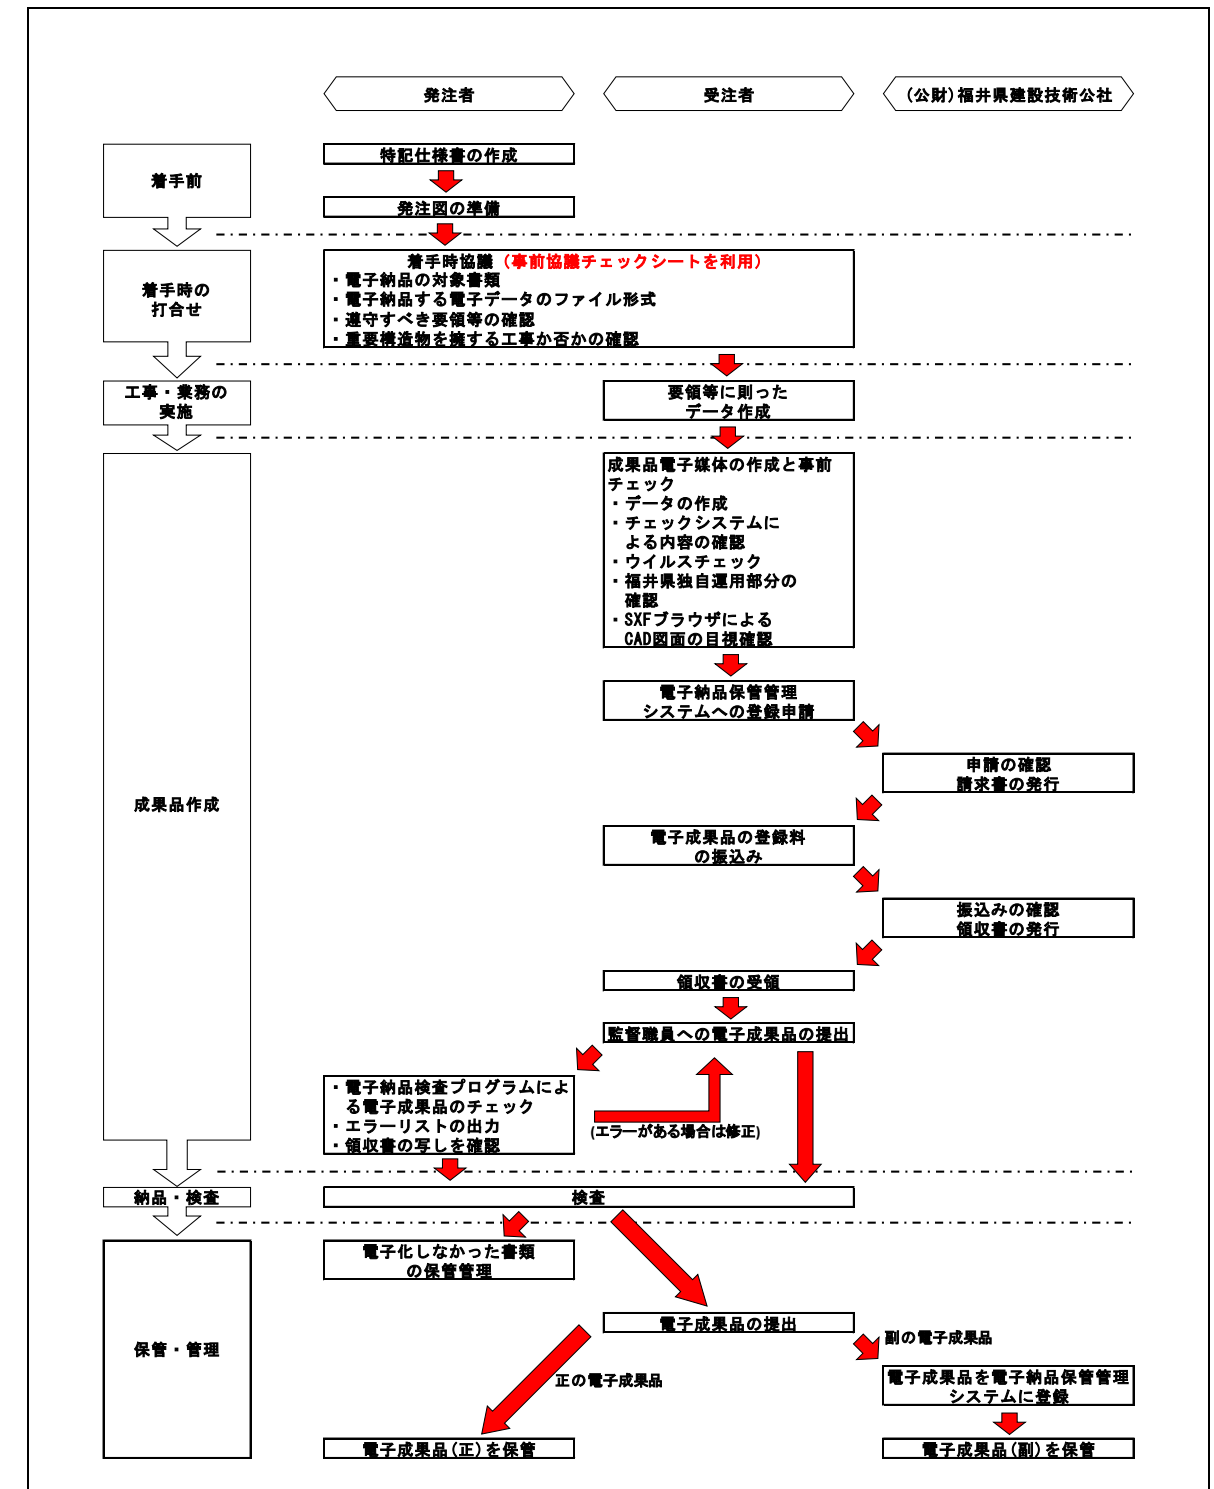 発注者
受注者
(公財)福井県建設技術公社
着手前
特記仕様書の作成
発注図の準備
着手時の
打合せ
着手時協議（事前協議チェックシートを利用）
・電子納品の対象書類
・電子納品する電子データのファイル形式
・遵守すべき要領等の確認
・重要構造物を擁する工事か否かの確認
工事・業務の
実施
要領等に則った
データ作成
成果品作成
成果品電子媒体の作成と事前
チェック
・データの作成
・チェックシステムに
よる内容の確認
・ウイルスチェック
・福井県独自運用部分の
確認
・SXFブラウザによる
CAD図面の目視確認
電子納品保管管理
システムへの登録申請
申請の確認
請求書の発行
電子成果品の登録料
の振込み
振込みの確認
領収書の発行
領収書の受領
監督職員への電子成果品の提出
・電子納品検査プログラムによ
る電子成果品のチェック
・エラーリストの出力
・領収書の写しを確認
(エラーがある場合は修正)
納品・検査
検査
保管・管理
電子化しなかった書類
の保管管理
電子成果品の提出
副の電子成果品
正の電子成果品
電子成果品を電子納品保管管理
システムに登録
電子成果品(正)を保管
電子成果品(副)を保管